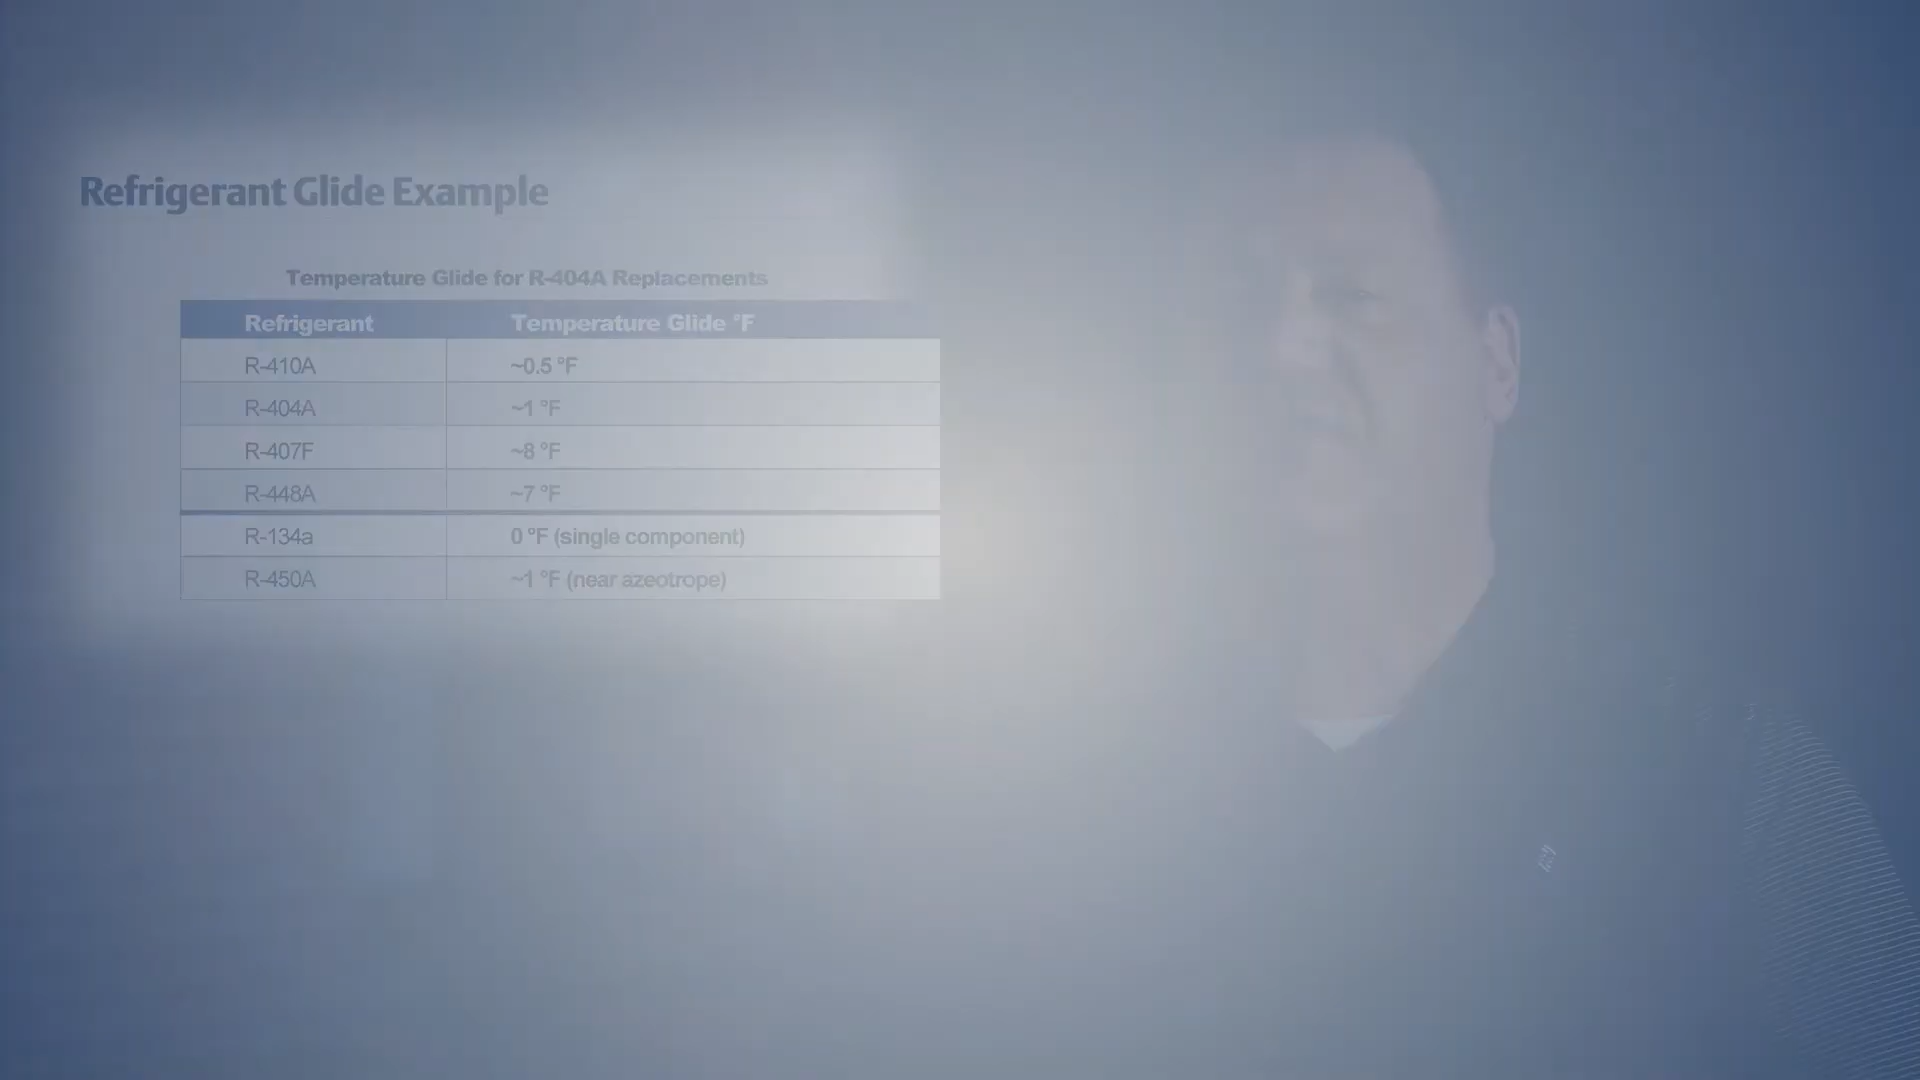 Refrigerant Glide Example
Temperature Glide for R-404A Replacements
Refrigerant Temperature Glide °F
R-410A ~0.5 °F
R-404A ~1 °F
R-407F ~8 °F
R-448A ~7 °F
R-134a 0 °F (single component)
R-450A ~1 °F (near azeotrope)